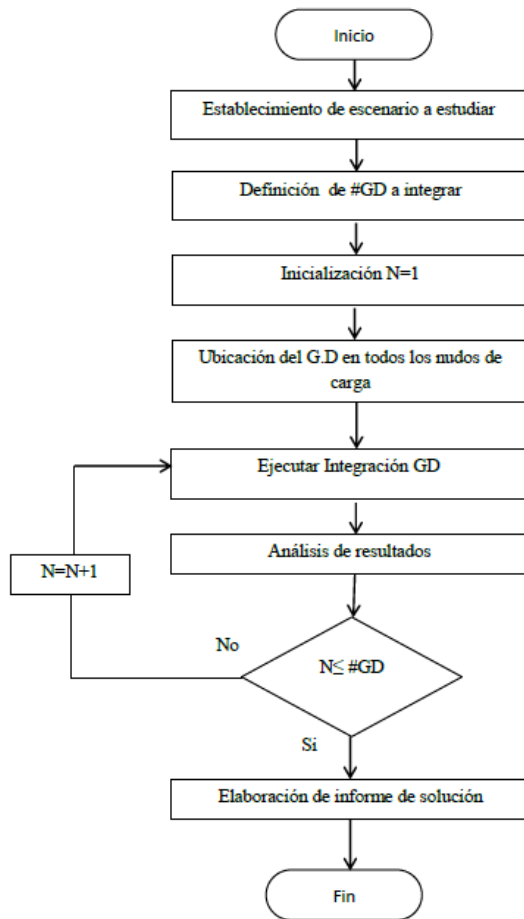 Inicio
Establecimiento de escenario a estudiar
Definición de #GD a integrar
Inicialización N=1
Ubicación del G.D en todos los nudos de
carga
Ejecutar Integración GD
Análisis de resultados
N=N+1
No
N≤ #GD
Si
Elaboración de informe de solución
Fin